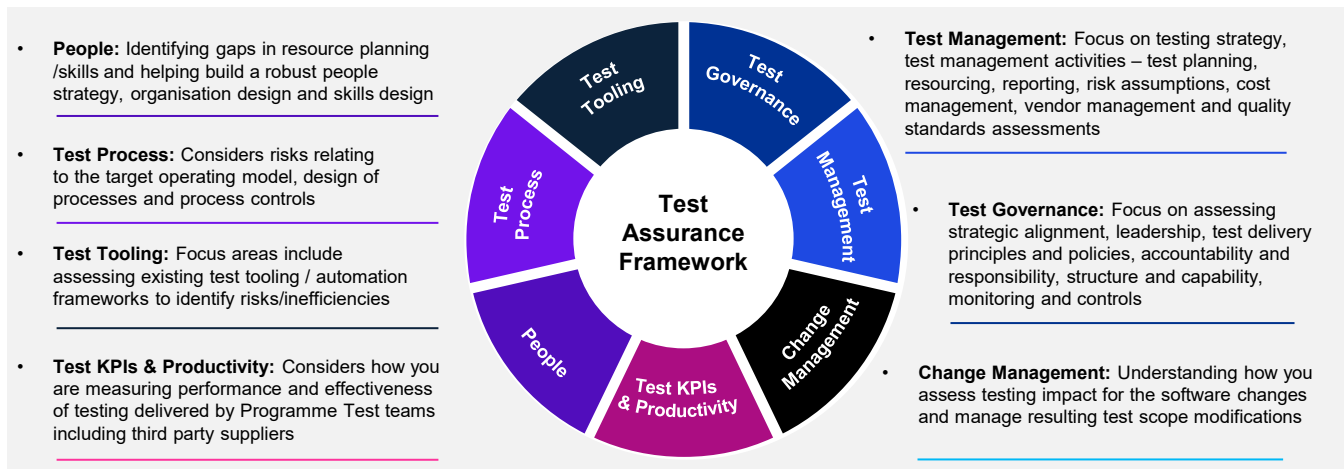 • People: Identifying gaps in resource planning
/skills and helping build a robust people
strategy, organisation design and skills design
• Test Process: Considers risks relating
to the target operating model, design of
processes and process controls
• Test Tooling: Focus areas include
assessing existing test tooling / automation
frameworks to identify risks/inefficiencies
• Test KPIs & Productivity: Considers how you
are measuring performance and effectiveness
of testing delivered by Programme Test teams
including third party suppliers
Test
Tooling
Test
Governance
Test
Process
Test
Management
Test
Assurance
Framework
People
Change
Management
Test KPIs
& Productivity
• Test Management: Focus on testing strategy,
test management activities – test planning,
resourcing, reporting, risk assumptions, cost
management, vendor management and quality
standards assessments
• Test Governance: Focus on assessing
strategic alignment, leadership, test delivery
principles and policies, accountability and
responsibility, structure and capability,
monitoring and controls
• Change Management: Understanding how you
assess testing impact for the software changes
and manage resulting test scope modifications